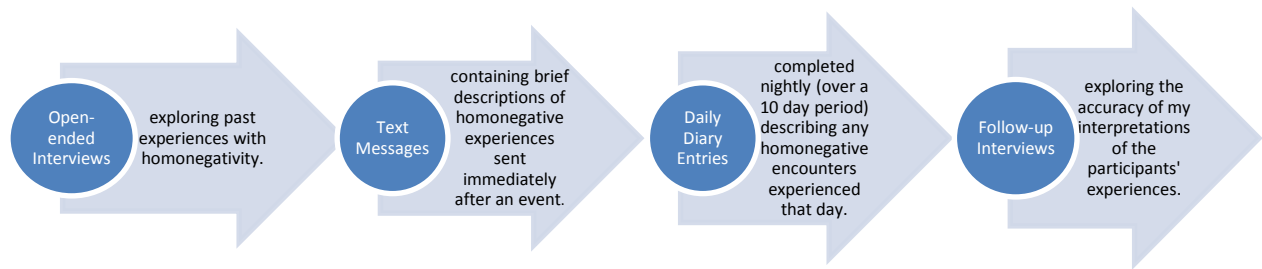 Open-
ended
Interviews
exploring past
experiences with
homonegativity.
Text
Messages
containing brief
descriptions of
homonegative
experiences
sent
immediately
after an event.
Daily
Diary
Entries
completed
nightly (over a
10 day period)
describing any
homonegative
encounters
experienced
that day.
Follow-up
Interviews
exploring the
accuracy of my
interpretations
of the
participants'
experiences.